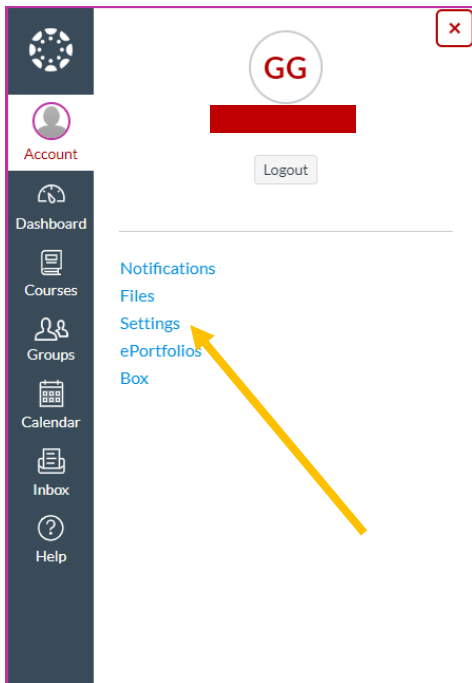 GG
Logout
Account
Dashboard
Courses
Groups
Calendar
Inbox
Help
Notifications
Files
Settings
ePortfolios
Box